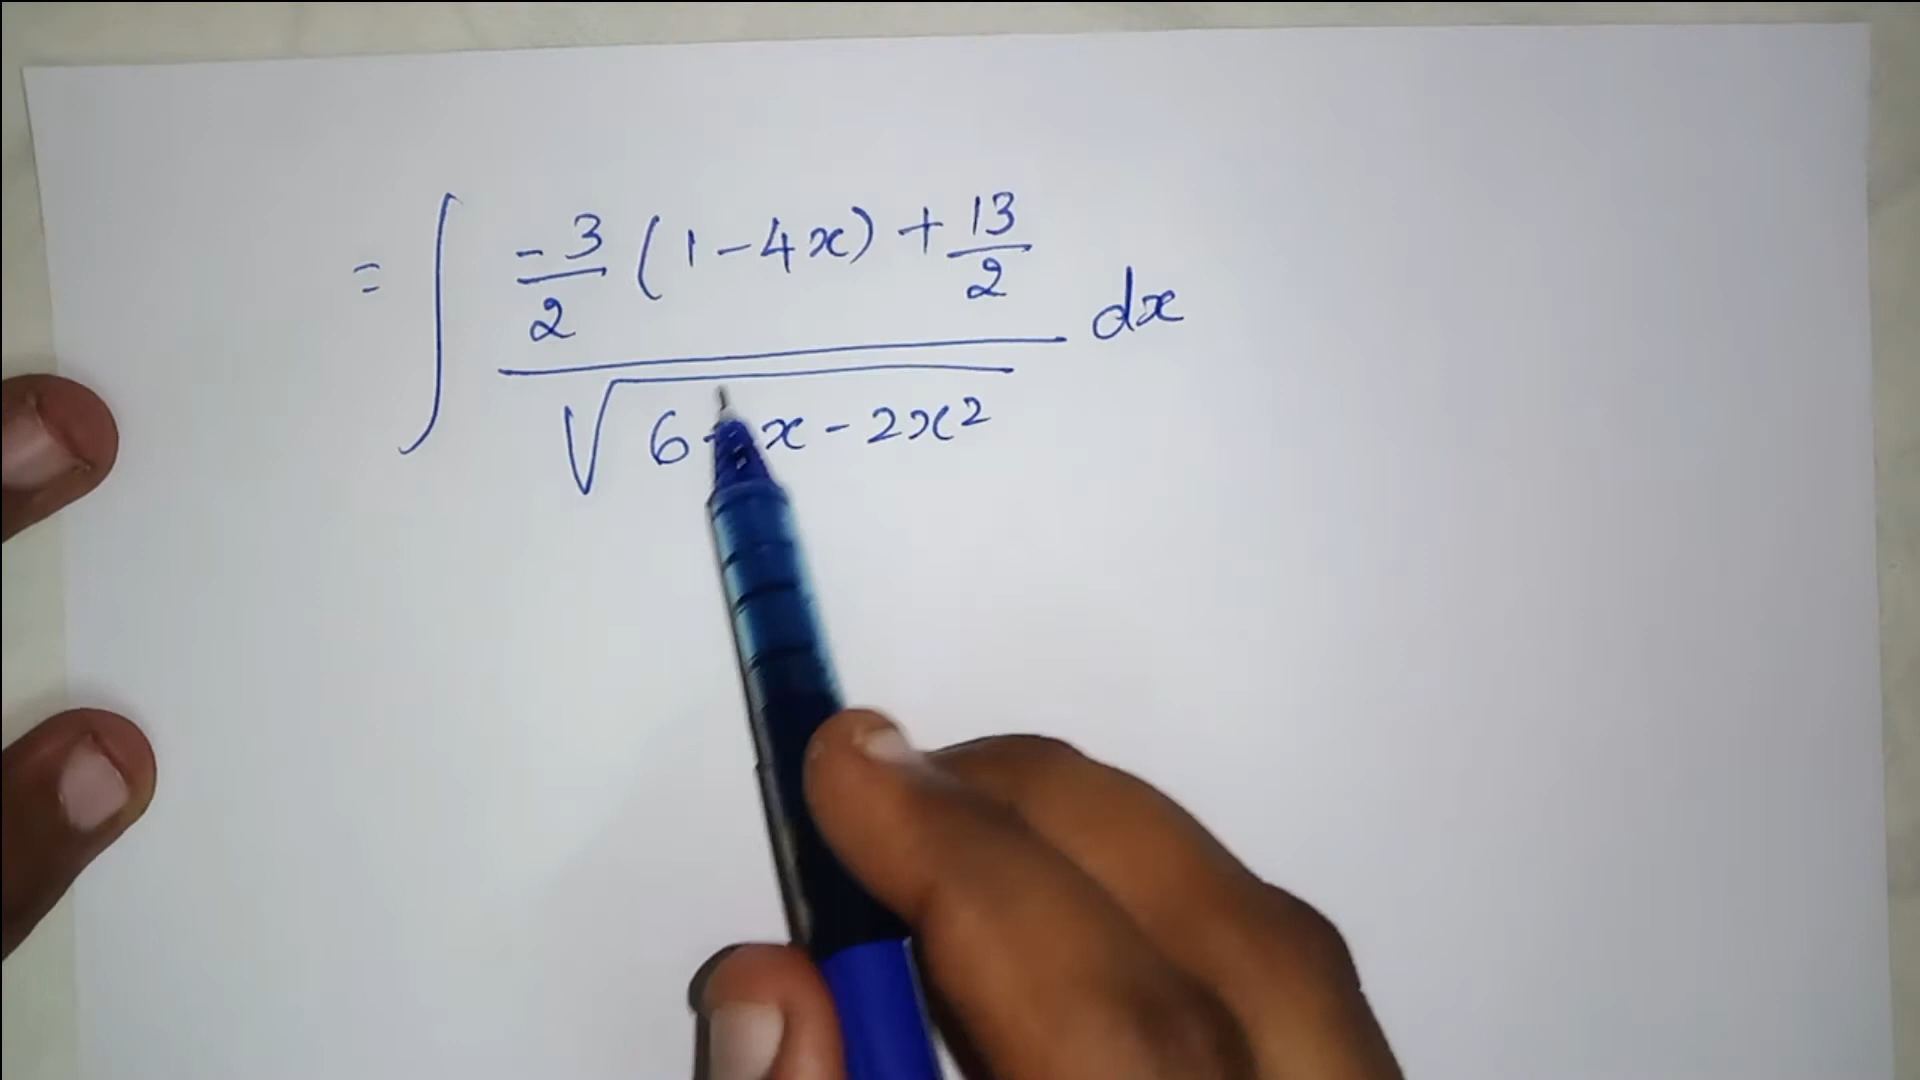 = ∫ (-3/2 (1-4x) + 13/2) / √(6 + x - 2x²) dx